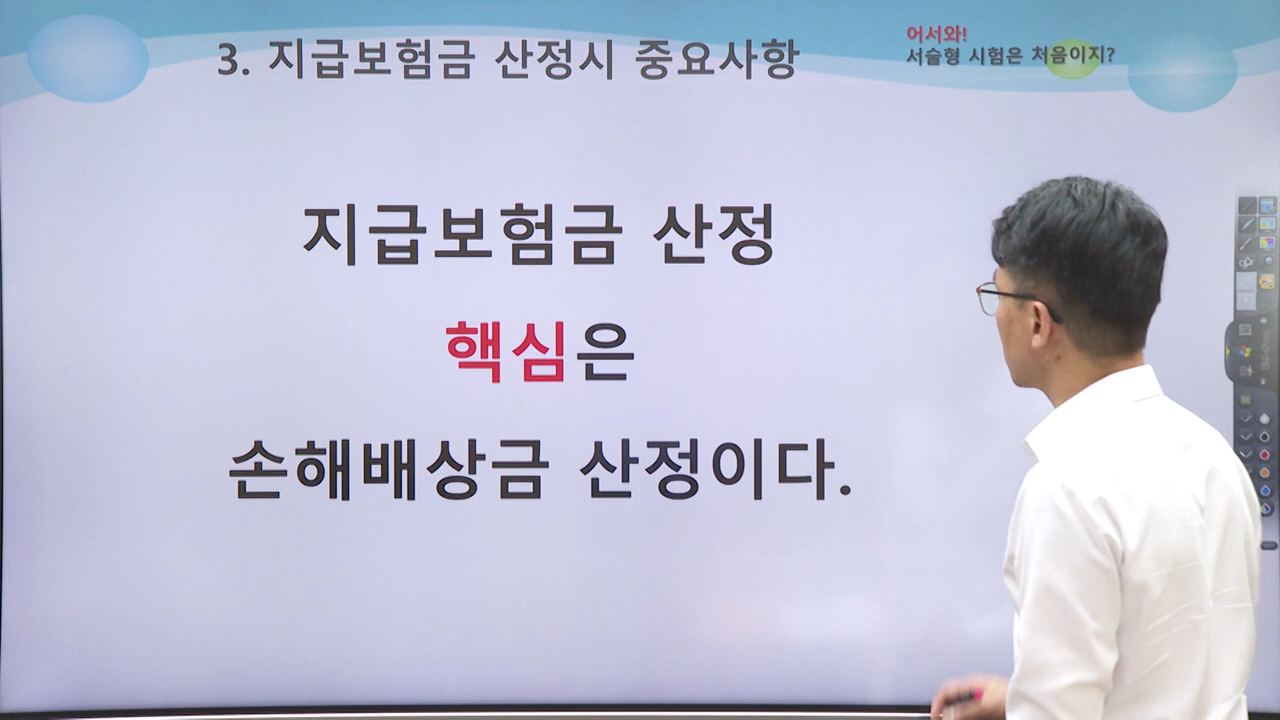 3. 지급보험금 산정시 중요사항
어서와!
서술형 시험은 처음이지?
지급보험금 산정
핵심은
손해배상금 산정이다.